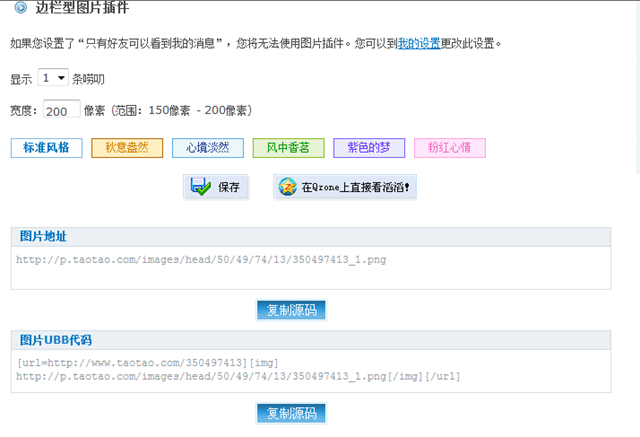 边栏型图片插件
如果您设置了“只有好友可以看到我的消息”，您将无法使用图片插件。您可以到我的设置更改此设置。
显示 1 条唠叨
宽度：200 像素（范围：150像素 - 200像素）
标准风格 秋意盎然 心境淡然 风中香茗 紫色的梦 粉红心情
保存 在Qzone上直接看滔滔!
图片地址
http://p.taotao.com/images/head/50/49/74/13/350497413_1.png
复制源码
图片UBB代码
[url=http://www.taotao.com/350497413][img]
http://p.taotao.com/images/head/50/49/74/13/350497413_1.png[/img][/url]
复制源码